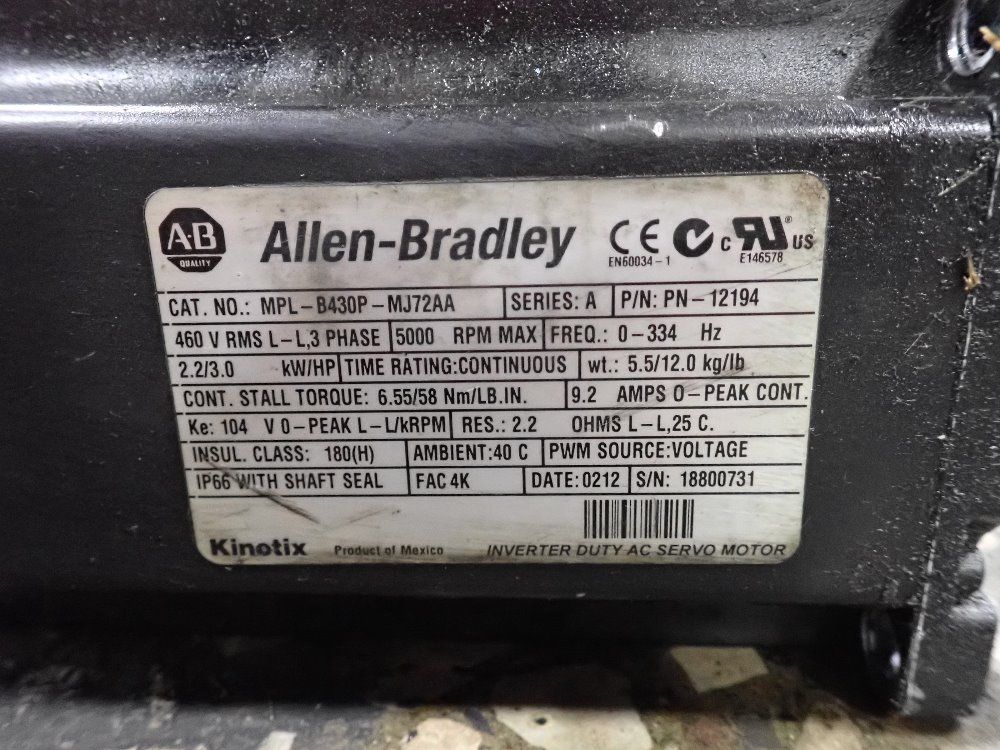 A-B QUALITY Allen-Bradley CE EN60034-1 c RU® US E146578
CAT. NO.: MPL-B430P-MJ72AA SERIES: A P/N: PN-12194
460 V RMS L-L,3 PHASE 5000 RPM MAX FREQ.: 0-334 Hz
2.2/3.0 kW/HP TIME RATING:CONTINUOUS wt.: 5.5/12.0 kg/lb
CONT. STALL TORQUE: 6.55/58 Nm/LB.IN. 9.2 AMPS 0-PEAK CONT.
Ke: 104 V 0-PEAK L-L/kRPM RES.: 2.2 OHMS L-L,25 C.
INSUL. CLASS: 180(H) AMBIENT:40 C PWM SOURCE:VOLTAGE
IP66 WITH SHAFT SEAL FAC 4K DATE:0212 S/N: 18800731
Kinotix Product of Mexico INVERTER DUTY AC SERVO MOTOR